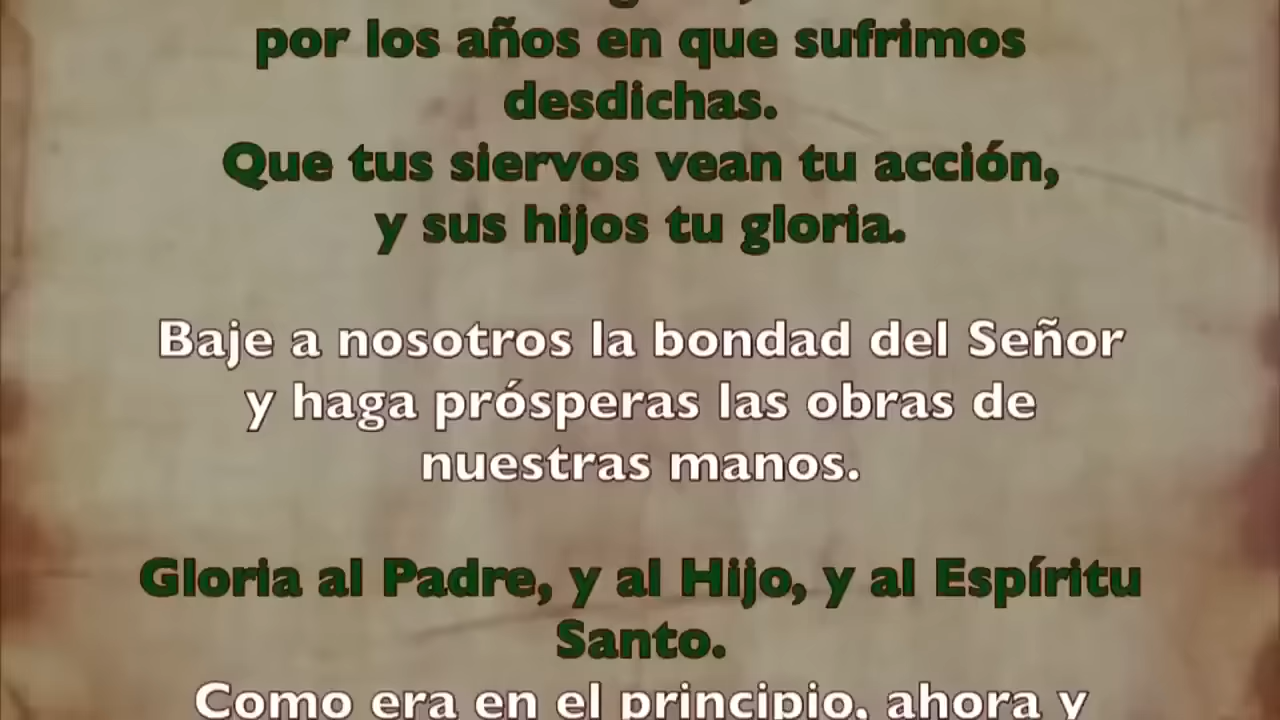 por los años en que sufrimos
desdichas.
Que tus siervos vean tu acción,
y sus hijos tu gloria.
Baje a nosotros la bondad del Señor
y haga prósperas las obras de
nuestras manos.
Gloria al Padre, y al Hijo, y al Espíritu
Santo.
Como era en el principio, ahora y